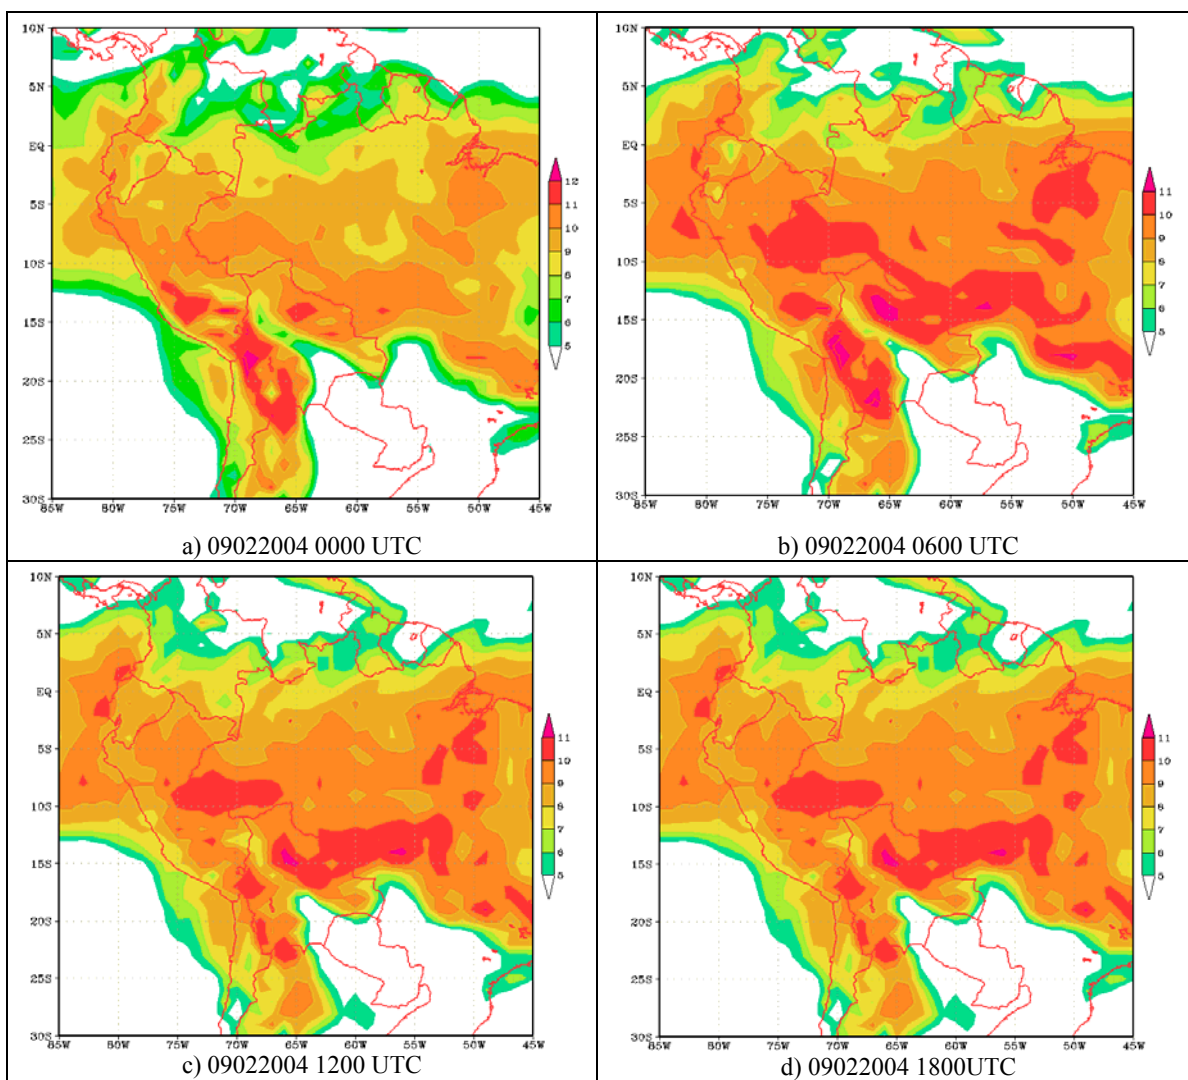 10N
5N
EQ
5S
10S
15S
20S
25S
30S
85W 80W 75W 70W 65W 60W 55W 50W 45W
12
11
10
9
8
7
6
5
a) 09022004 0000 UTC
10N
5N
EQ
5S
10S
15S
20S
25S
30S
85W 80W 75W 70W 65W 60W 55W 50W 45W
11
10
9
8
7
6
5
b) 09022004 0600 UTC
10N
5N
EQ
5S
10S
15S
20S
25S
30S
85W 80W 75W 70W 65W 60W 55W 50W 45W
11
10
9
8
7
6
5
c) 09022004 1200 UTC
10N
5N
EQ
5S
10S
15S
20S
25S
30S
85W 80W 75W 70W 65W 60W 55W 50W 45W
11
10
9
8
7
6
5
d) 09022004 1800UTC